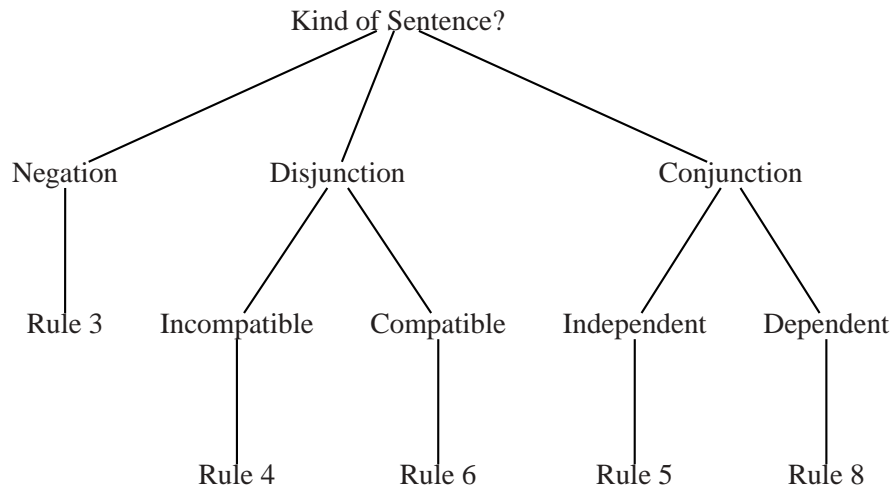 Kind of Sentence?
Negation Disjunction Conjunction
Rule 3 Incompatible Compatible Independent Dependent
Rule 4 Rule 6 Rule 5 Rule 8